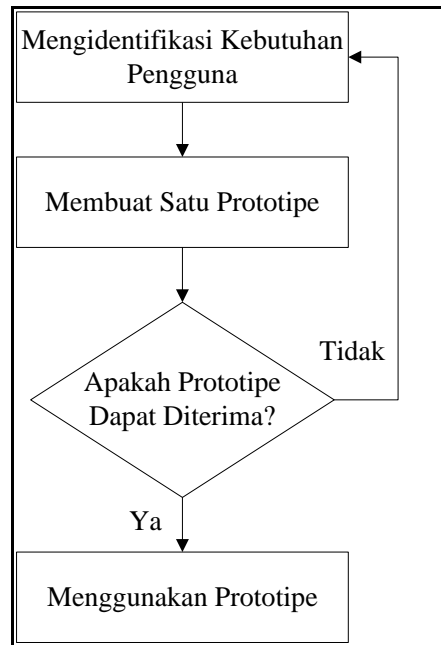 Mengidentifikasi Kebutuhan
Pengguna
Membuat Satu Prototipe
Tidak
Apakah Prototipe
Dapat Diterima?
Ya
Menggunakan Prototipe